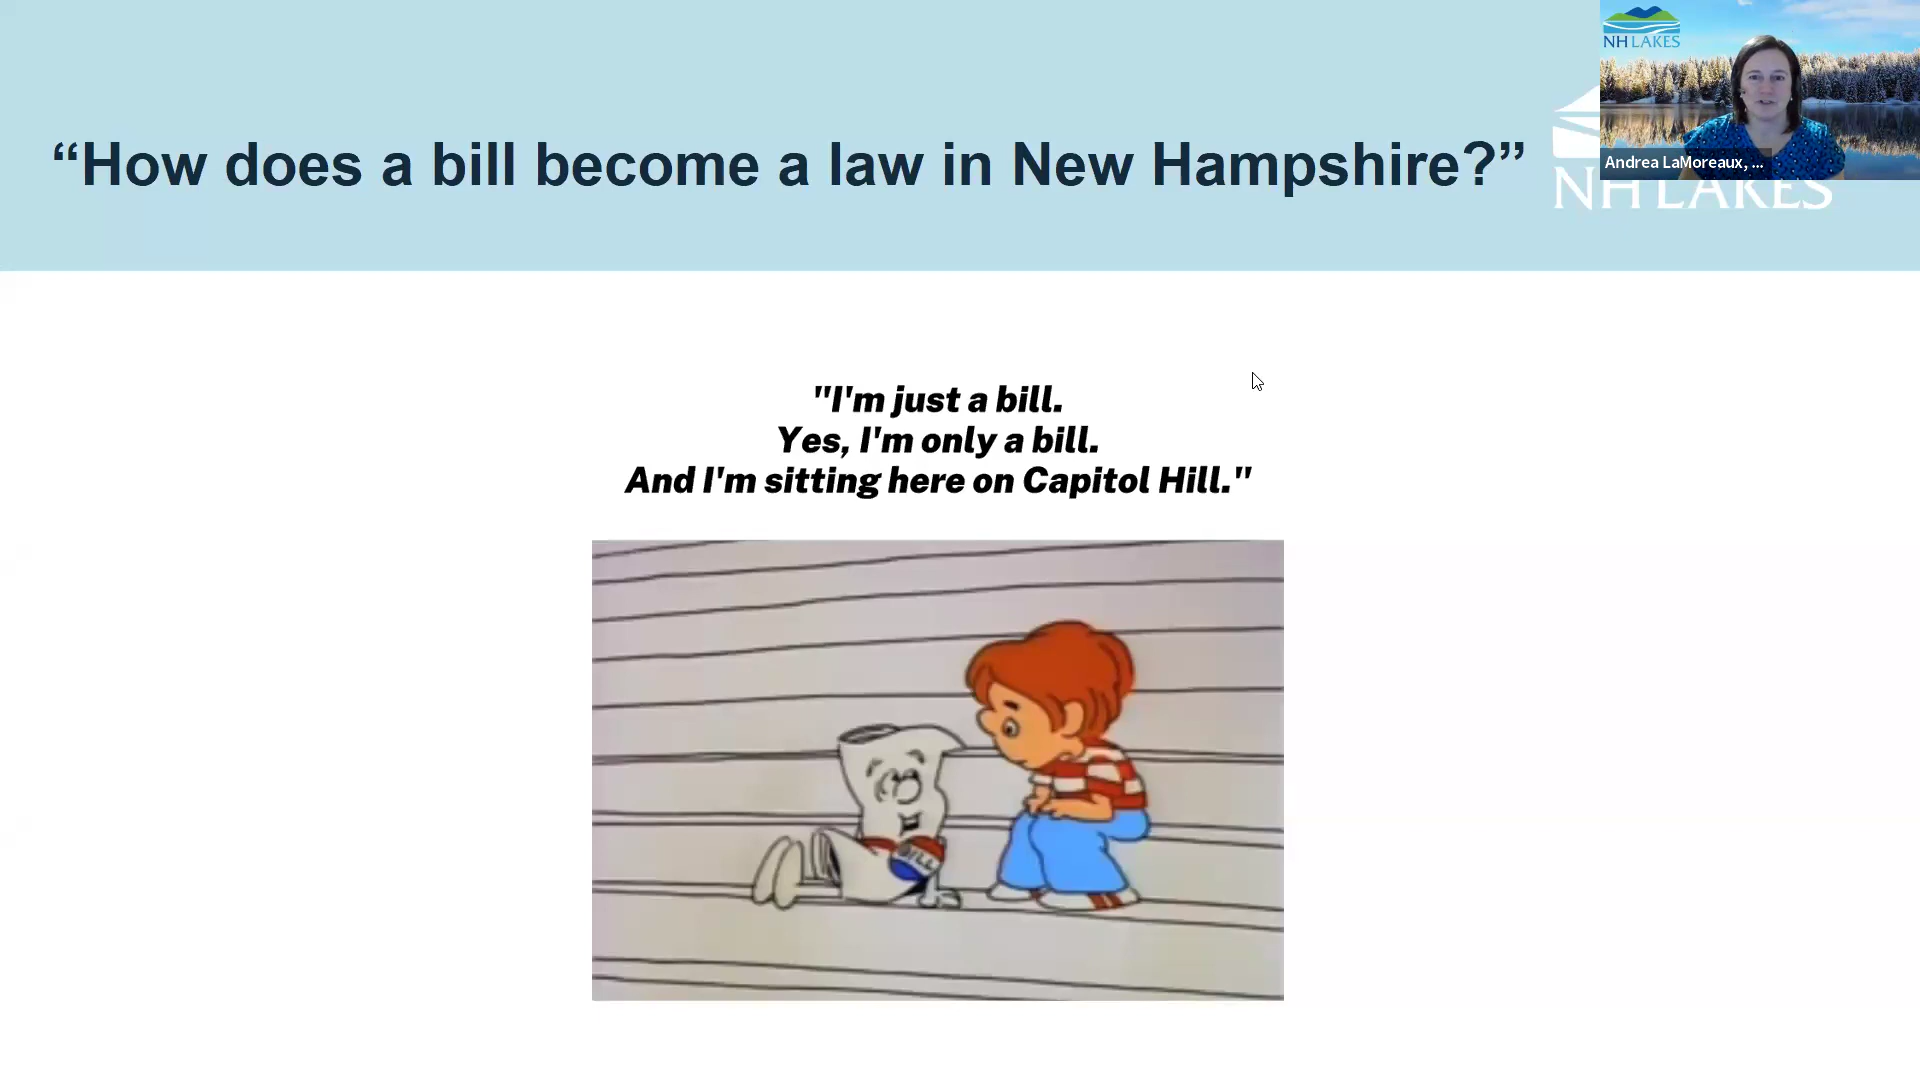 NH LAKES
“How does a bill become a law in New Hampshire?”
Andrea LaMoreaux, ...
NH LAKES
"I'm just a bill.
Yes, I'm only a bill.
And I'm sitting here on Capitol Hill."
BILL